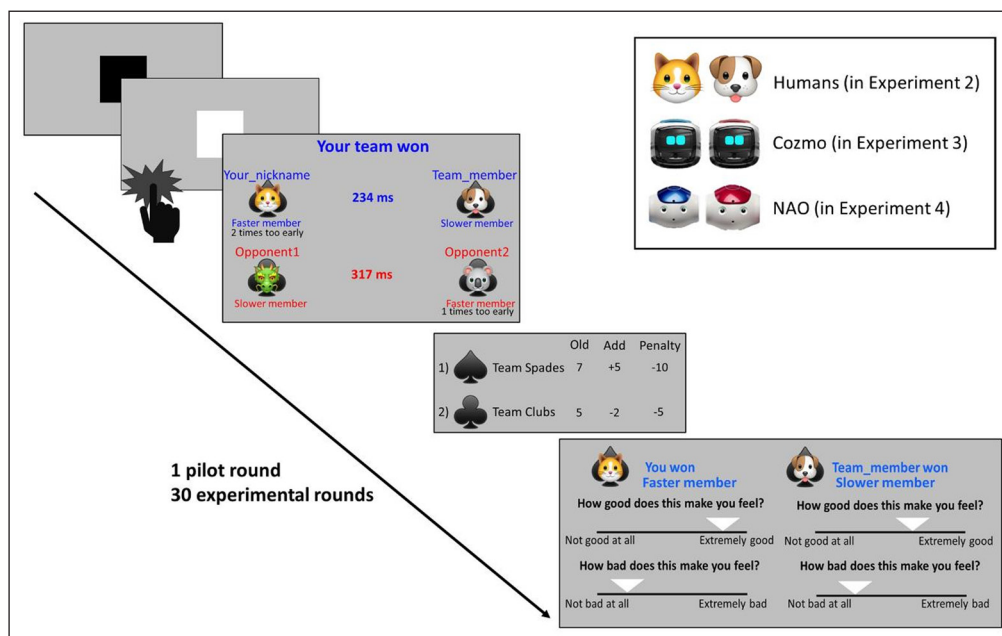 Your team won
Your_nickname Team_member
234 ms
Faster member Slower member
2 times too early
Opponent1 Opponent2
317 ms
Slower member Faster member
1 times too early
Humans (in Experiment 2)
Cozmo (in Experiment 3)
NAO (in Experiment 4)
Old Add Penalty
1) Team Spades 7 +5 -10
2) Team Clubs 5 -2 -5
1 pilot round
30 experimental rounds
You won Team_member won
Faster member Slower member
How good does this make you feel? How good does this make you feel?
Not good at all Extremely good Not good at all Extremely good
How bad does this make you feel? How bad does this make you feel?
Not bad at all Extremely bad Not bad at all Extremely bad